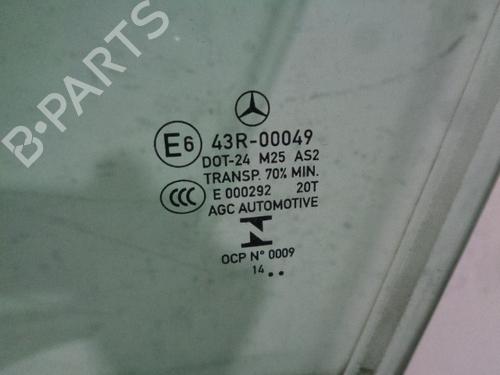 B-PARTS
E6 43R-00049
DOT-24 M25 AS2
TRANSP. 70% MIN.
CCC E 000292 20T
AGC AUTOMOTIVE
N
OCP N° 0009
14..